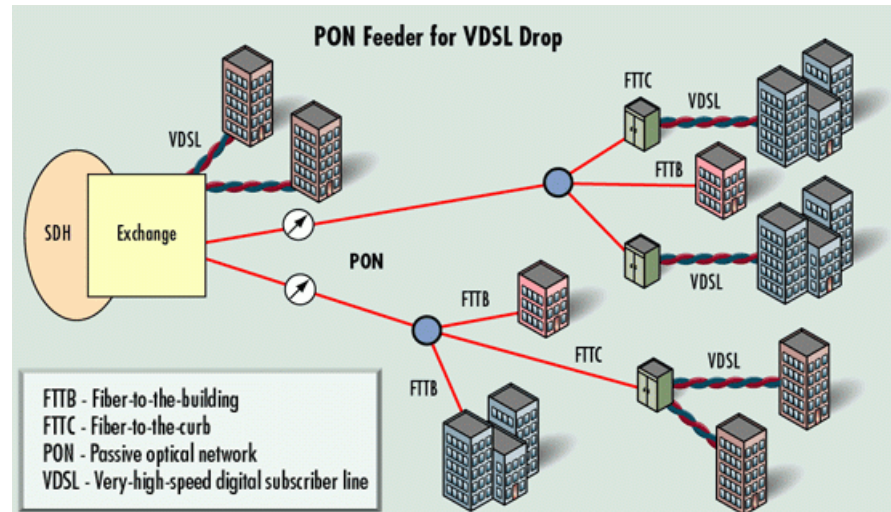 PON Feeder for VDSL Drop
FTTC
VDSL
VDSL
FTTB
SDH
Exchange
PON
VDSL
FTTB
FTTC
VDSL
FTTB
FTTB - Fiber-to-the-building
FTTC - Fiber-to-the-curb
PON - Passive optical network
VDSL - Very-high-speed digital subscriber line